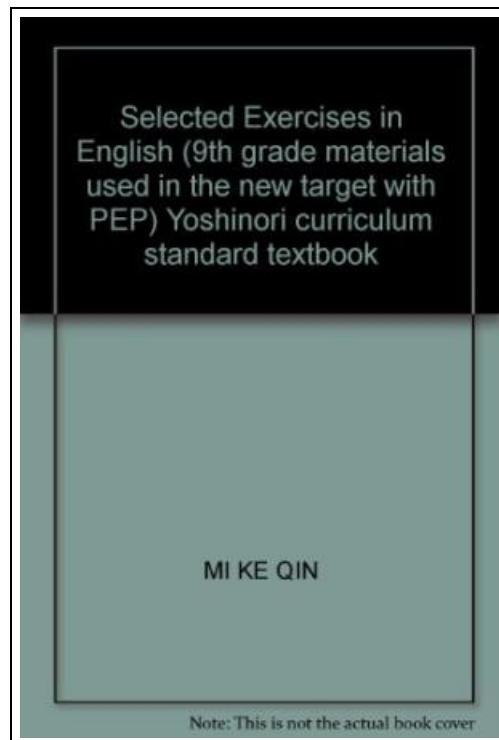 Selected Exercises in
English (9th grade materials
used in the new target with
PEP) Yoshinori curriculum
standard textbook
MI KE QIN
Note: This is not the actual book cover